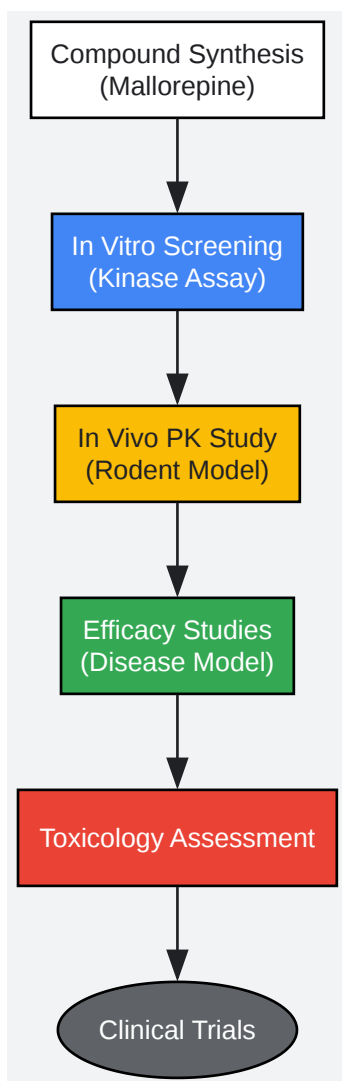 Compound Synthesis
(Mallorepine)
In Vitro Screening
(Kinase Assay)
In Vivo PK Study
(Rodent Model)
Efficacy Studies
(Disease Model)
Toxicology Assessment
Clinical Trials